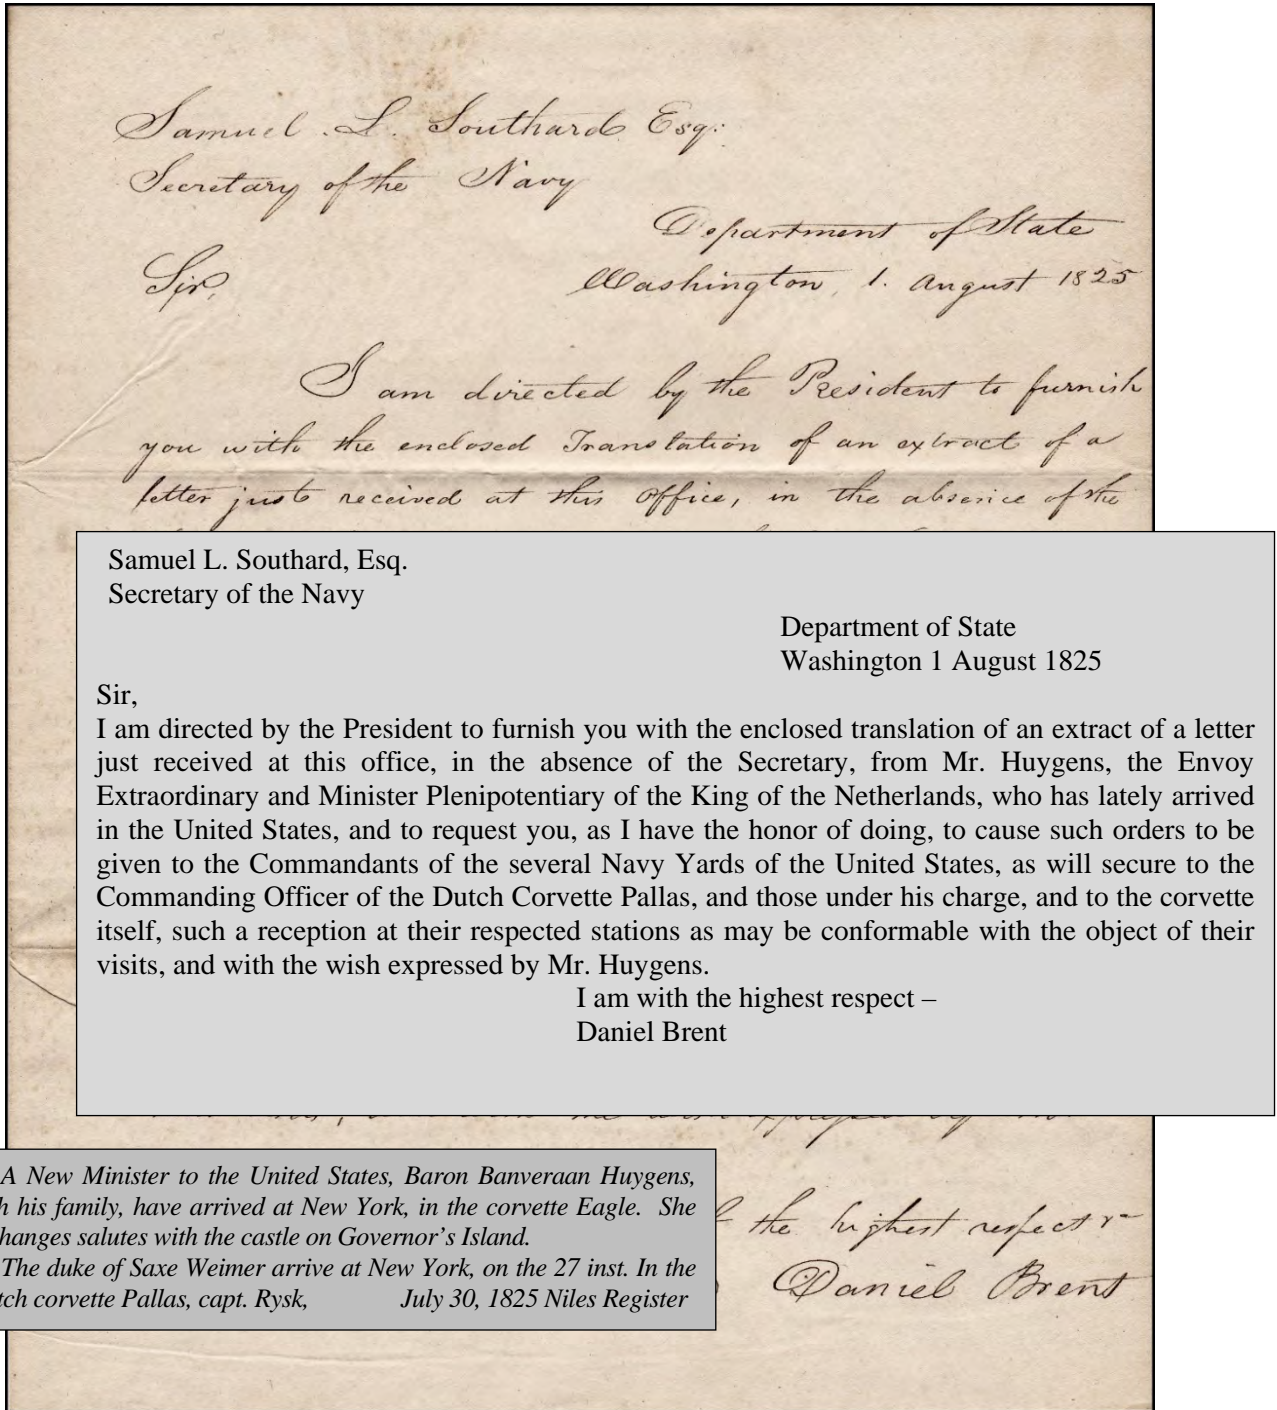 Samuel L. Southard Esqr.
Secretary of the Navy
Department of State
Sir,
Washington, 1. August 1825
I am directed by the President to furnish
you with the enclosed Translation of an extract of a
letter just received at this office, in the absence of the
Samuel L. Southard, Esq.
Secretary of the Navy
Department of State
Washington 1 August 1825
Sir,
I am directed by the President to furnish you with the enclosed translation of an extract of a letter
just received at this office, in the absence of the Secretary, from Mr. Huygens, the Envoy
Extraordinary and Minister Plenipotentiary of the King of the Netherlands, who has lately arrived
in the United States, and to request you, as I have the honor of doing, to cause such orders to be
given to the Commandants of the several Navy Yards of the United States, as will secure to the
Commanding Officer of the Dutch Corvette Pallas, and those under his charge, and to the corvette
itself, such a reception at their respected stations as may be conformable with the object of their
visits, and with the wish expressed by Mr. Huygens.
I am with the highest respect –
Daniel Brent
A New Minister to the United States, Baron Banveraan Huygens,
h his family, have arrived at New York, in the corvette Eagle. She
hanges salutes with the castle on Governor's Island.
The duke of Saxe Weimer arrive at New York, on the 27 inst. In the
tch corvette Pallas, capt. Rysk, July 30, 1825 Niles Register
the highest respect
Daniel Brent